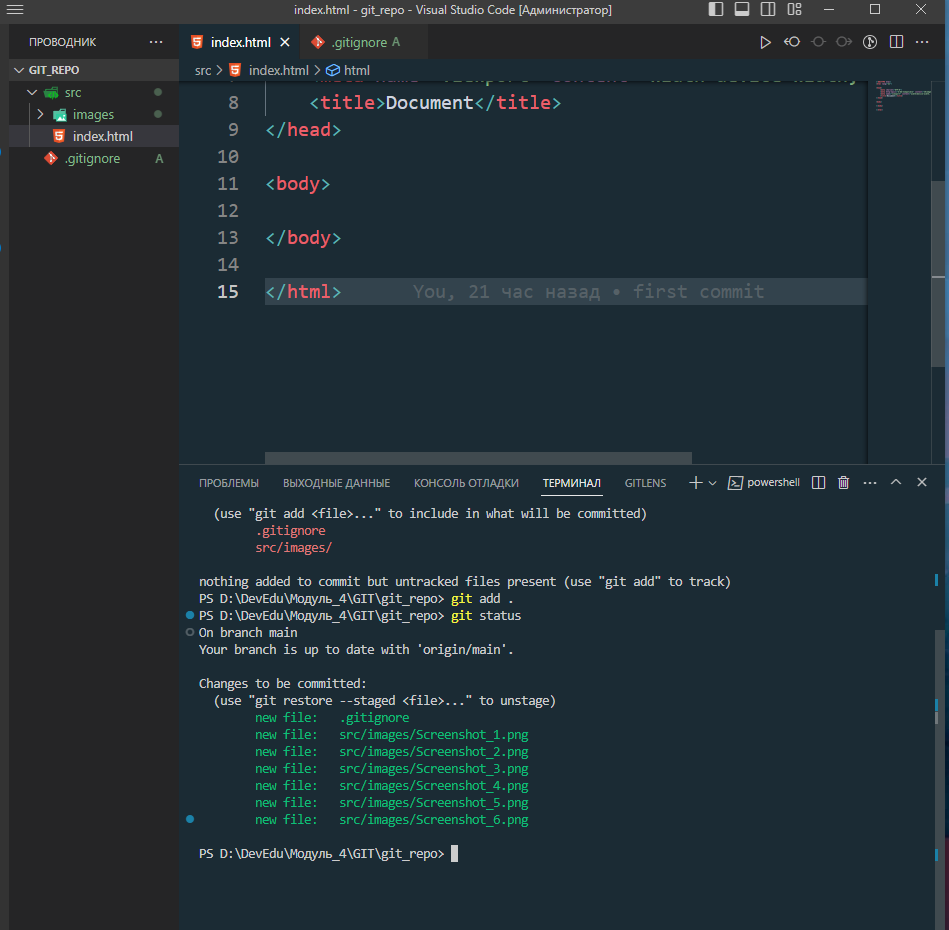 index.html - git_repo - Visual Studio Code [Администратор]
ПРОВОДНИК
index.html
.gitignore A
GIT_REPO
src > index.html > html
src
images
index.html
.gitignore A
8 <title>Document</title>
9 </head>
10
11 <body>
12
13 </body>
14
15 </html> You, 21 час назад • first commit
ПРОБЛЕМЫ ВЫХОДНЫЕ ДАННЫЕ КОНСОЛЬ ОТЛАДКИ ТЕРМИНАЛ GITLENS powershell
(use "git add <file>..." to include in what will be committed)
.gitignore
src/images/
nothing added to commit but untracked files present (use "git add" to track)
PS D:\DevEdu\Модуль_4\GIT\git_repo> git add .
PS D:\DevEdu\Модуль_4\GIT\git_repo> git status
On branch main
Your branch is up to date with 'origin/main'.
Changes to be committed:
(use "git restore --staged <file>..." to unstage)
new file: .gitignore
new file: src/images/Screenshot_1.png
new file: src/images/Screenshot_2.png
new file: src/images/Screenshot_3.png
new file: src/images/Screenshot_4.png
new file: src/images/Screenshot_5.png
new file: src/images/Screenshot_6.png
PS D:\DevEdu\Модуль_4\GIT\git_repo>